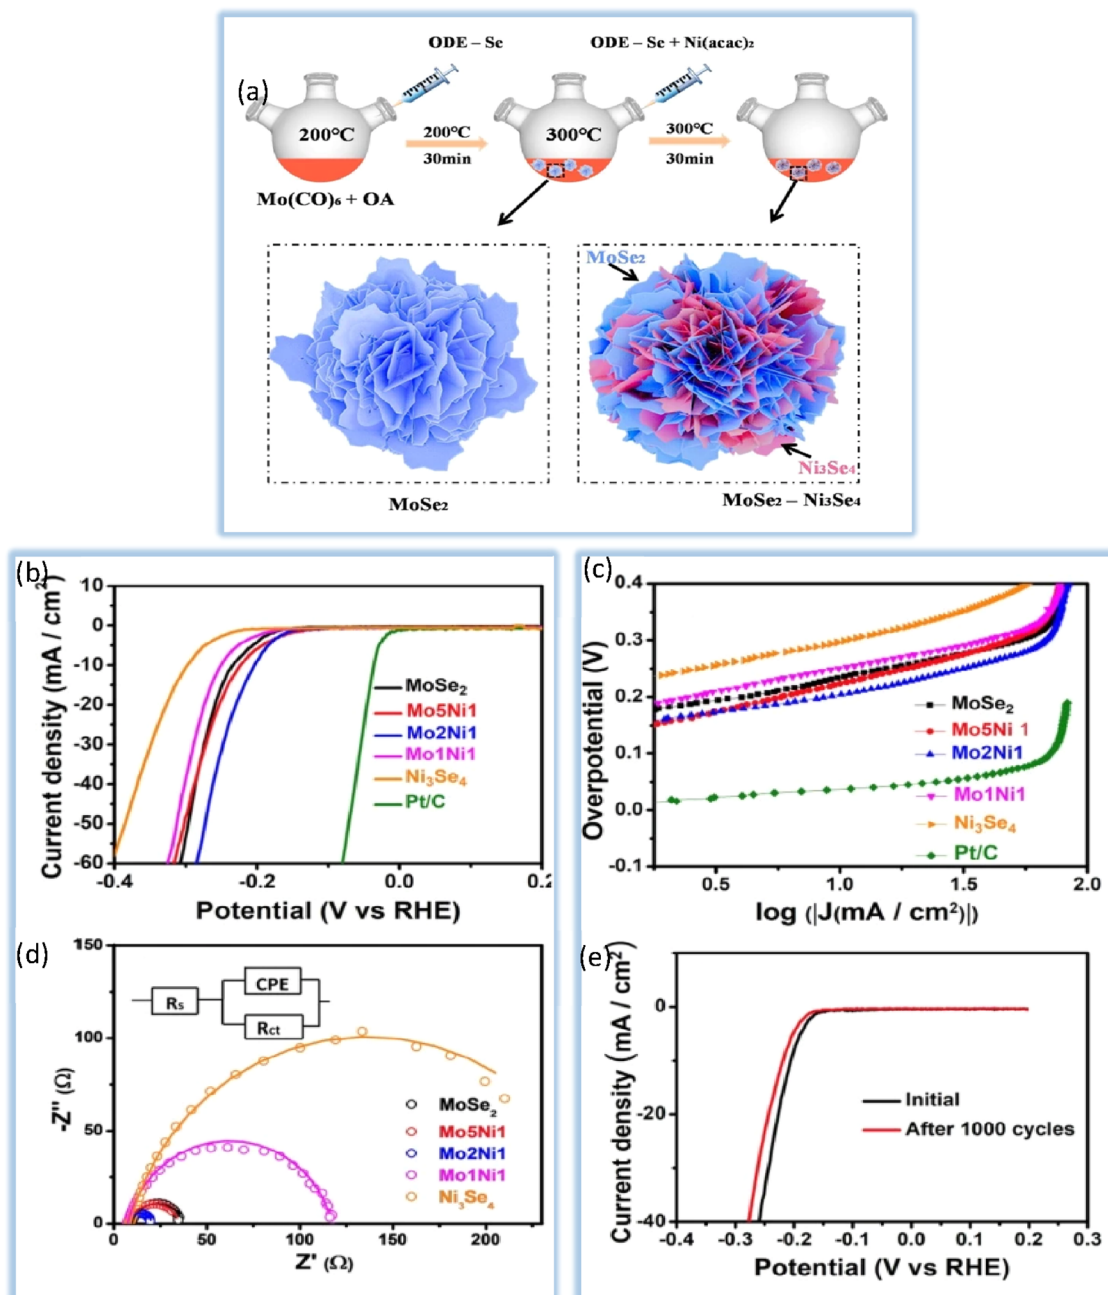 ODE – Se
ODE – Se + Ni(acac)₂
(a)
200°C
200°C
30min
300°C
300°C
30min
Mo(CO)₆ + OA
MoSe₂
Ni₃Se₄
MoSe₂
MoSe₂ – Ni₃Se₄
(b)
Current density (mA / cm²)
10
0
-10
-20
-30
-40
-50
-60
-0.4
-0.2
0.0
0.2
MoSe₂
Mo5Ni1
Mo2Ni1
Mo1Ni1
Ni₃Se₄
Pt/C
Potential (V vs RHE)
(c)
Overpotential (V)
0.4
0.3
0.2
0.1
0.0
-0.1
0.5
1.0
1.5
2.0
MoSe₂
Mo5Ni 1
Mo2Ni1
Mo1Ni1
Ni₃Se₄
Pt/C
log (|J(mA / cm²)|)
(d)
-Z" (Ω)
150
100
50
0
0
50
100
150
200
Rs
CPE
Rct
MoSe₂
Mo5Ni1
Mo2Ni1
Mo1Ni1
Ni₃Se₄
Z' (Ω)
(e)
Current density (mA / cm²
0
-20
-40
-0.4
-0.3
-0.2
-0.1
0.0
0.1
0.2
0.3
Initial
After 1000 cycles
Potential (V vs RHE)